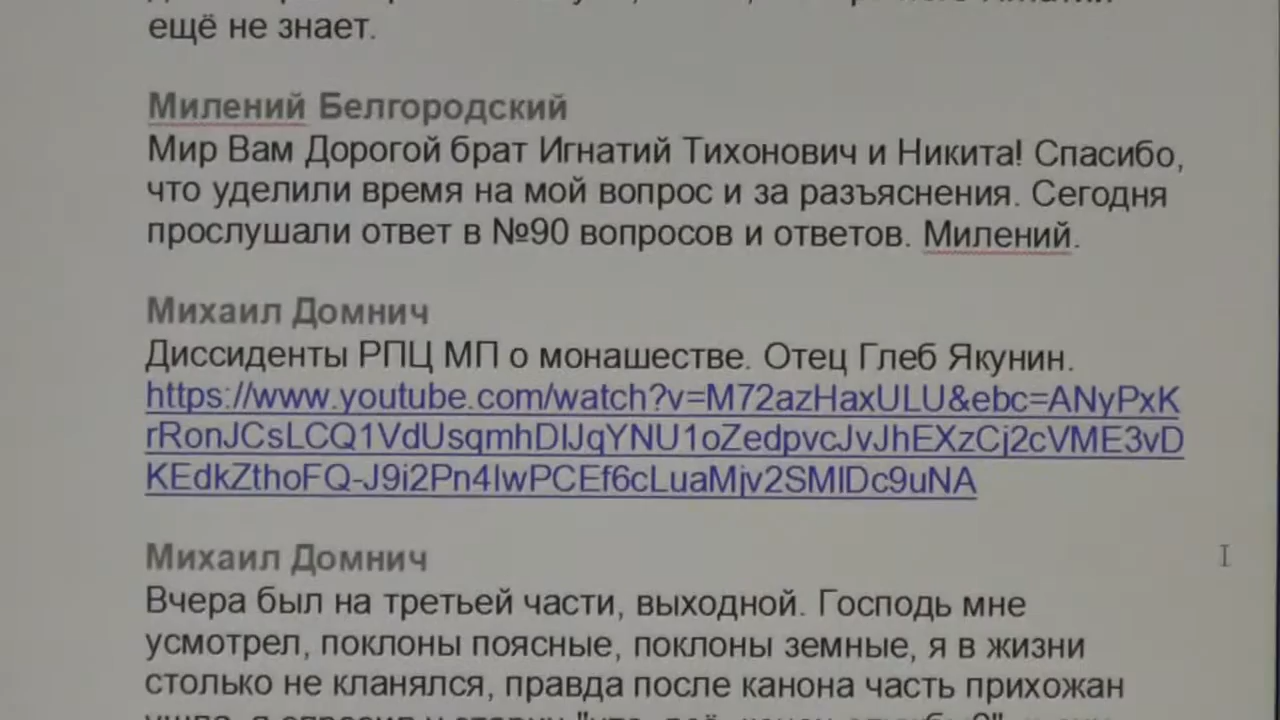 ещё не знает.
Милений Белгородский
Мир Вам Дорогой брат Игнатий Тихонович и Никита! Спасибо,
что уделили время на мой вопрос и за разъяснения. Сегодня
прослушали ответ в №90 вопросов и ответов. Милений.
Михаил Домнич
Диссиденты РПЦ МП о монашестве. Отец Глеб Якунин.
https://www.youtube.com/watch?v=M72azHaxULU&ebc=ANyPxK
rRonJCsLCQ1VdUsqmhDIJqYNU1oZedpvcJvJhEXzCj2cVME3vD
KEdkZthoFQ-J9i2Pn4IwPCEf6cLuaMjv2SMIDc9uNA
Михаил Домнич
Вчера был на третьей части, выходной. Господь мне
усмотрел, поклоны поясные, поклоны земные, я в жизни
столько не кланялся, правда после канона часть прихожан